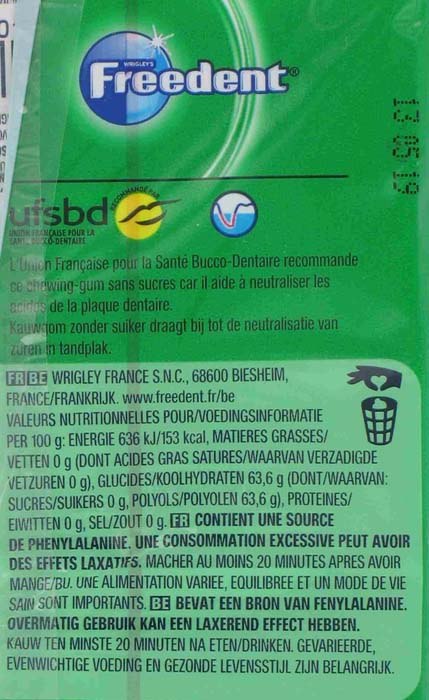 WRIGLEY'S
Freedent®
13 05 19
RECOMMANDÉ PAR
ufsbd
UNION FRANÇAISE POUR LA
SANTÉ BUCCO-DENTAIRE
L'Union Française pour la Santé Bucco-Dentaire recommande
ce chewing-gum sans sucres car il aide à neutraliser les
acides de la plaque dentaire.
Kauwgom zonder suiker draagt bij tot de neutralisatie van
zuren in tandplak.
FR BE WRIGLEY FRANCE S.N.C., 68600 BIESHEIM,
FRANCE/FRANKRIJK. www.freedent.fr/be
VALEURS NUTRITIONNELLES POUR/VOEDINGSINFORMATIE
PER 100 g: ENERGIE 636 kJ/153 kcal, MATIERES GRASSES/
VETTEN 0 g (DONT ACIDES GRAS SATURES/WAARVAN VERZADIGDE
VETZUREN 0 g), GLUCIDES/KOOLHYDRATEN 63,6 g (DONT/WAARVAN:
SUCRES/SUIKERS 0 g, POLYOLS/POLYOLEN 63,6 g), PROTEINES/
EIWITTEN 0 g, SEL/ZOUT 0 g. FR CONTIENT UNE SOURCE
DE PHENYLALANINE. UNE CONSOMMATION EXCESSIVE PEUT AVOIR
DES EFFETS LAXATIFS. MACHER AU MOINS 20 MINUTES APRES AVOIR
MANGE/BU. UNE ALIMENTATION VARIEE, EQUILIBREE ET UN MODE DE VIE
SAIN SONT IMPORTANTS. BE BEVAT EEN BRON VAN FENYLALANINE.
OVERMATIG GEBRUIK KAN EEN LAXEREND EFFECT HEBBEN.
KAUW TEN MINSTE 20 MINUTEN NA ETEN/DRINKEN. GEVARIEERDE,
EVENWICHTIGE VOEDING EN GEZONDE LEVENSSTIJL ZIJN BELANGRIJK.